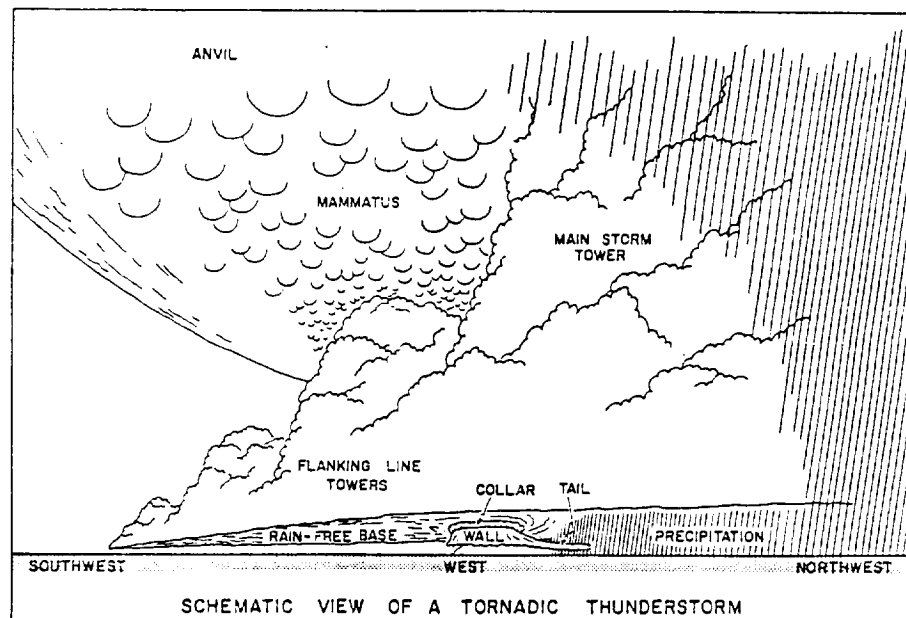 ANVIL
MAMMATUS
MAIN STORM
TOWER
FLANKING LINE
TOWERS
COLLAR TAIL
RAIN-FREE BASE WALL PRECIPITATION
SOUTHWEST WEST NORTHWEST
SCHEMATIC VIEW OF A TORNADIC THUNDERSTORM